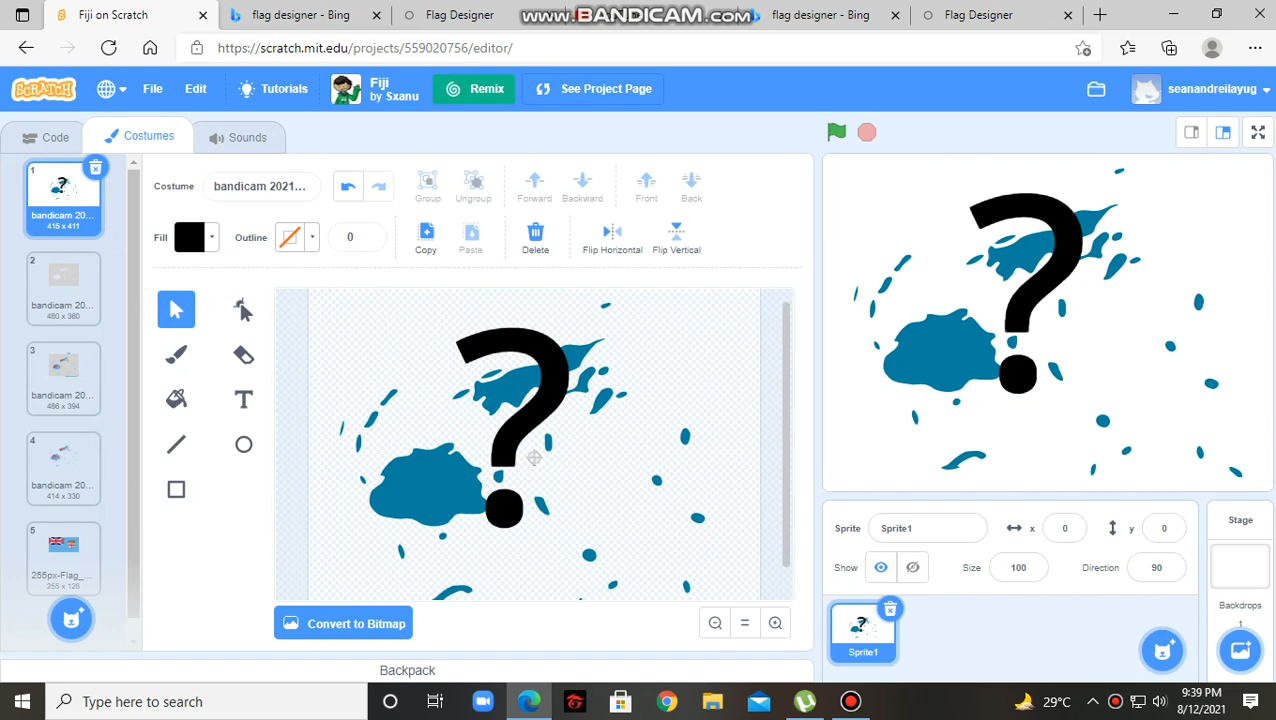 Fiji on Scratch
flag designer - Bing
Flag Designer
www.BANDICAM.com
flag designer - Bing
Flag Designer
https://scratch.mit.edu/projects/559020756/editor/
SCRATCH
File
Edit
Tutorials
Fiji
by Sxanu
Remix
See Project Page
seanandreilayug
Code
Costumes
Sounds
1
bandicam 20...
415 x 411
2
bandicam 20...
480 x 360
3
bandicam 20...
486 x 394
4
bandicam 20...
414 x 330
5
255px-Flag_...
255 x 128
Costume
bandicam 2021...
Group
Ungroup
Forward
Backward
Front
Back
Fill
Outline
0
Copy
Paste
Delete
Flip Horizontal
Flip Vertical
T
?
Convert to Bitmap
Backpack
?
Sprite
Sprite1
x
0
y
0
Show
Size
100
Direction
90
Sprite1
Stage
Backdrops
1
Type here to search
29°C
9:39 PM
8/12/2021